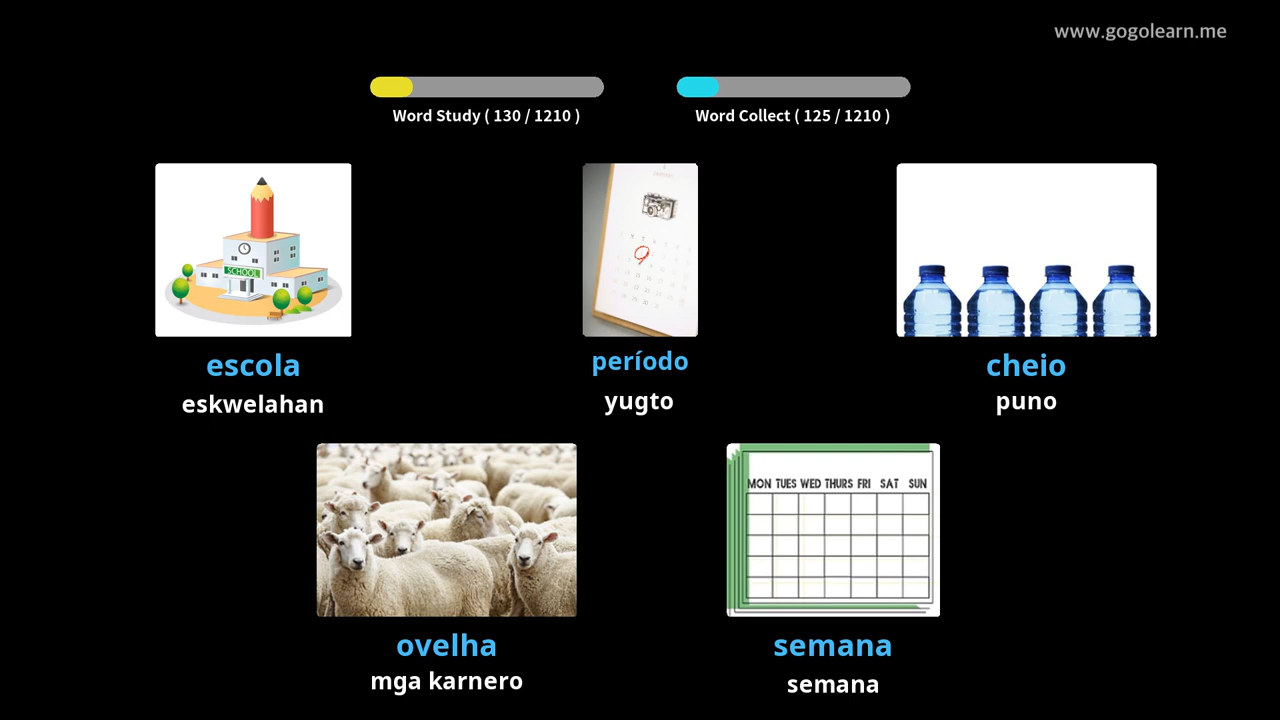 www.gogolearn.me
Word Study ( 130 / 1210 )
Word Collect ( 125 / 1210 )
SCHOOL
9
escola
período
cheio
eskwelahan
yugto
puno
MON TUES WED THURS FRI SAT SUN
ovelha
semana
mga karnero
semana